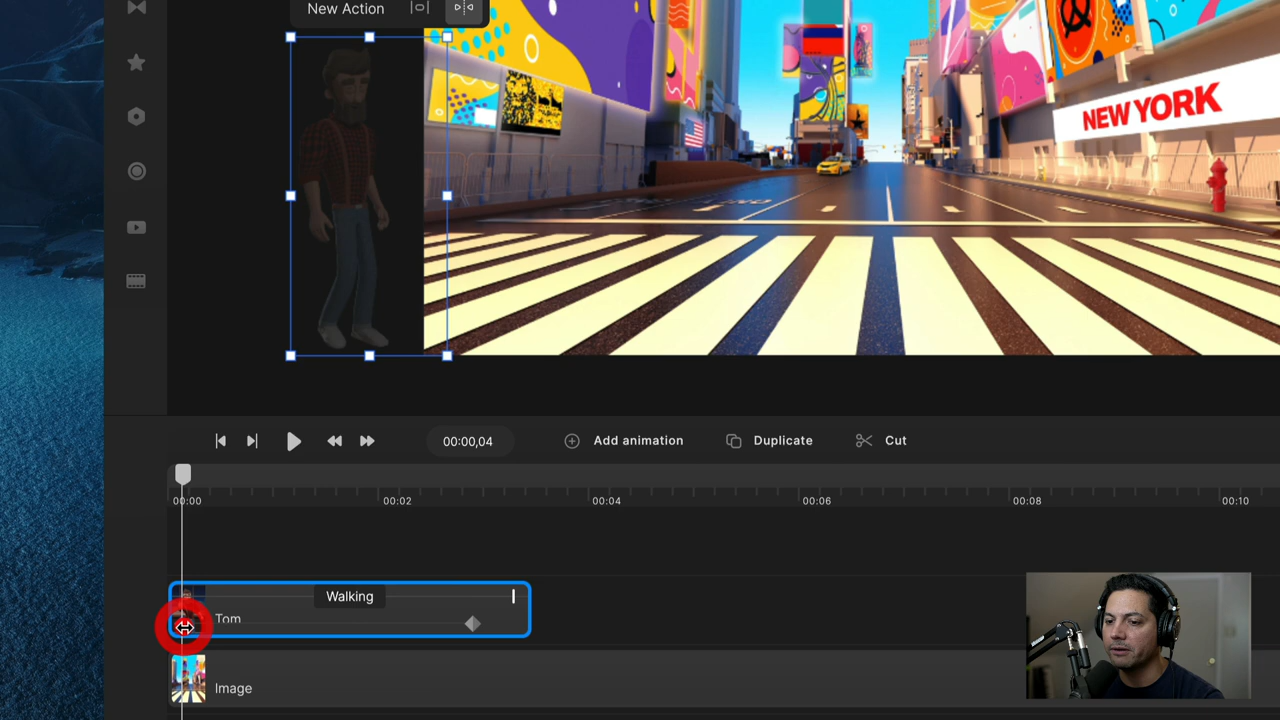 New Action
NEW YORK
00:00,04
Add animation
Duplicate
Cut
00:00
00:02
00:04
00:06
00:08
00:10
Walking
Tom
Image